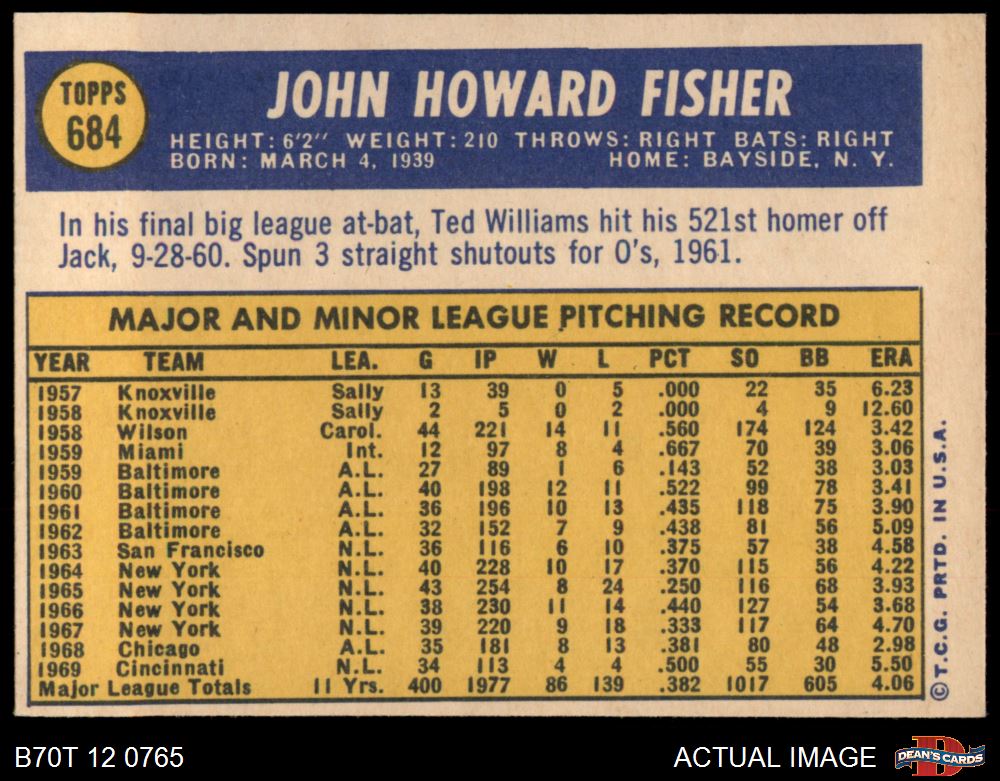 TOPPS
684
JOHN HOWARD FISHER
HEIGHT: 6'2" WEIGHT: 210 THROWS: RIGHT BATS: RIGHT
BORN: MARCH 4, 1939 HOME: BAYSIDE, N. Y.
In his final big league at-bat, Ted Williams hit his 521st homer off
Jack, 9-28-60. Spun 3 straight shutouts for O's, 1961.
MAJOR AND MINOR LEAGUE PITCHING RECORD
YEAR TEAM LEA. G IP W L PCT SO BB ERA
1957 Knoxville Sally 13 39 0 5 .000 22 35 6.23
1958 Knoxville Sally 2 5 0 2 .000 4 9 12.60
1958 Wilson Carol. 44 221 14 11 .560 174 124 3.42
1959 Miami Int. 12 97 8 4 .667 70 39 3.06
1959 Baltimore A.L. 27 89 1 6 .143 52 38 3.03
1960 Baltimore A.L. 40 198 12 11 .522 99 78 3.41
1961 Baltimore A.L. 36 196 10 13 .435 118 75 3.90
1962 Baltimore A.L. 32 152 7 9 .438 81 56 5.09
1963 San Francisco N.L. 36 116 6 10 .375 57 38 4.58
1964 New York N.L. 40 228 10 17 .370 115 56 4.22
1965 New York N.L. 43 254 8 24 .250 116 68 3.93
1966 New York N.L. 38 230 11 14 .440 127 54 3.68
1967 New York N.L. 39 220 9 18 .333 117 64 4.70
1968 Chicago A.L. 35 181 8 13 .381 80 48 2.98
1969 Cincinnati N.L. 34 113 4 4 .500 55 30 5.50
Major League Totals 11 Yrs. 400 1977 86 139 .382 1017 605 4.06
© T.C.G. PRTD. IN U.S.A.
B70T 12 0765
ACTUAL IMAGE
D
DEAN'S CARDS